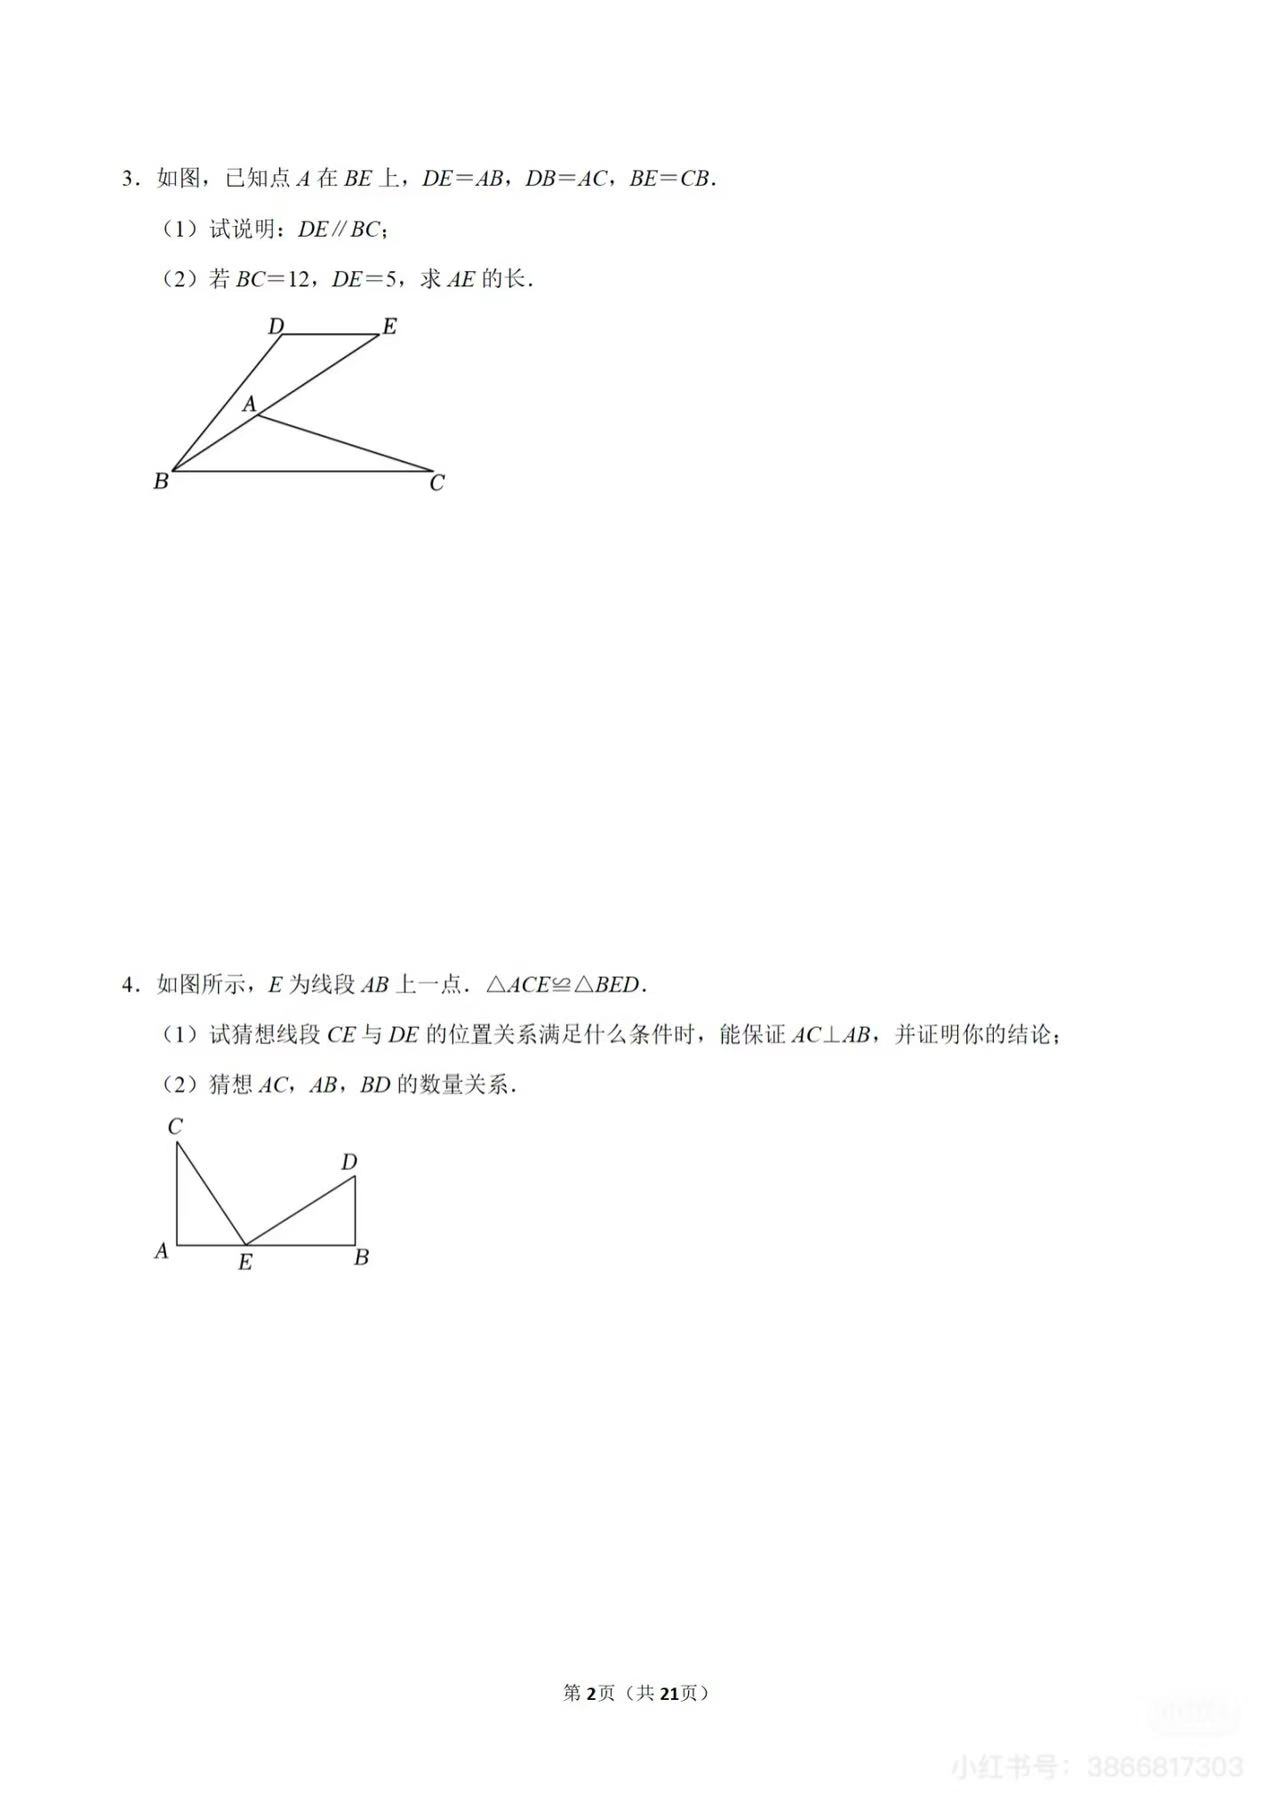 3．如图，已知点 A 在 BE 上，DE＝AB，DB＝AC，BE＝CB．
（1）试说明：DE∥BC；
（2）若 BC＝12，DE＝5，求 AE 的长．
D
E
A
B
C
4．如图所示，E 为线段 AB 上一点．△ACE≌△BED．
（1）试猜想线段 CE 与 DE 的位置关系满足什么条件时，能保证 AC⊥AB，并证明你的结论；
（2）猜想 AC，AB，BD 的数量关系．
C
D
A
E
B
第 2页（共 21页）
小红书号：3866817303